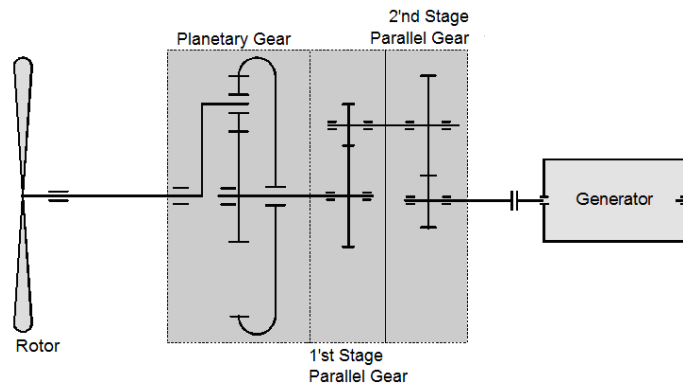 2'nd Stage
Parallel Gear
Planetary Gear
Generator
Rotor
1'st Stage
Parallel Gear